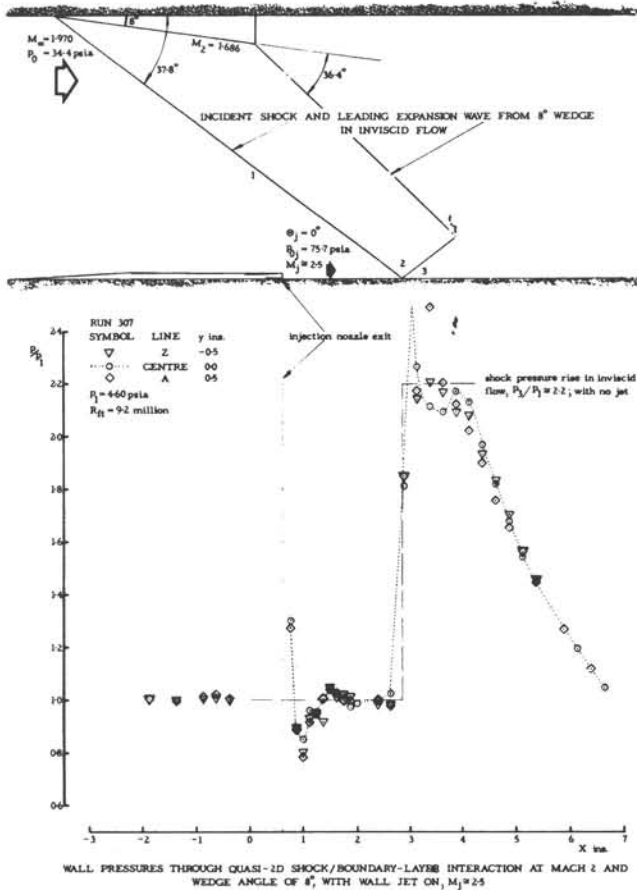 8°
M∞ = 1·970
P₀ = 34·4 psia
M₂ = 1·686
37·8°
36·4°
INCIDENT SHOCK AND LEADING EXPANSION WAVE FROM 8° WEDGE
IN INVISCID FLOW
1
Θj = 0°
P₀j = 75·7 psia
Mj ≅ 2·5
2
3
injection nozzle exit
RUN 307
SYMBOL LINE y ins.
▽ Z -0·5
○ CENTRE 0·0
◇ A 0·5
P₁ = 4·60 psia
Rft = 9·2 million
P/P₁
shock pressure rise in inviscid
flow, P₃/P₁ ≅ 2·2; with no jet
2·4
2·2
2·0
1·8
1·6
1·4
1·2
1·0
0·8
0·6
-3 -2 -1 0 1 2 3 4 5 6 7
X ins.
WALL PRESSURES THROUGH QUASI-2D SHOCK/BOUNDARY-LAYER INTERACTION AT MACH 2 AND
WEDGE ANGLE OF 8°, WITH WALL JET ON, Mj ≅ 2·5